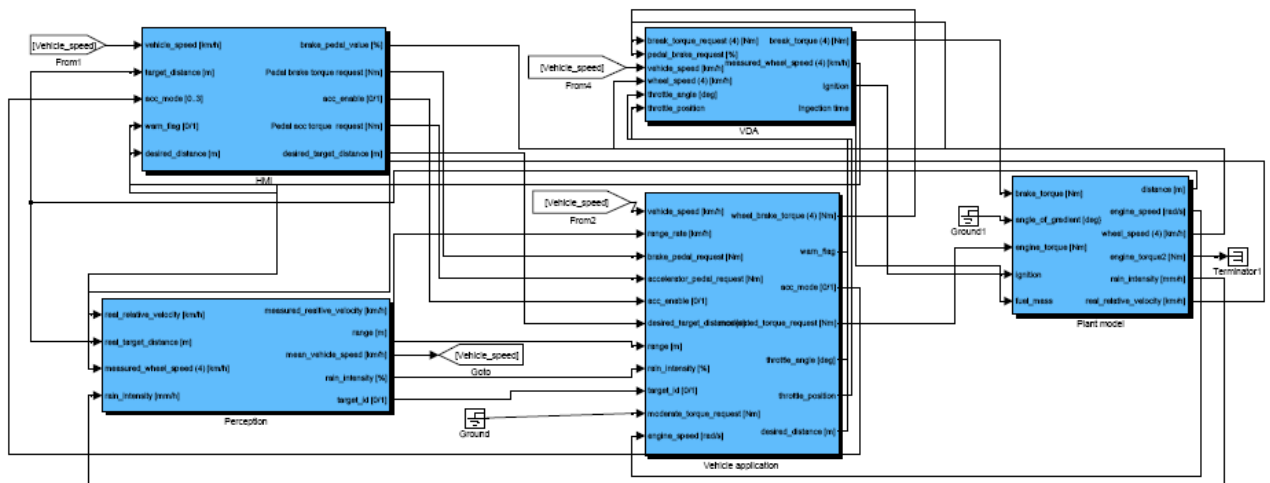 [Vehicle_speed]
From1
vehicle_speed [km/h]
target_distance [m]
acc_mode [0..3]
warn_flag [0/1]
desired_distance [m]
brake_pedal_value [%]
Pedal brake torque request [Nm]
acc_enable [0/1]
Pedal acc torque request [Nm]
desired_target_distance [m]
HMI
[Vehicle_speed]
From4
break_torque_request (4) [Nm]
pedal_brake_request [%]
vehicle_speed [km/h]
wheel_speed (4) [km/h]
throttle_angle [deg]
throttle_position
break_torque (4) [Nm]
measured_wheel_speed (4) [km/h]
Ignition
Ingection time
VDA
[Vehicle_speed]
From2
vehicle_speed [km/h]
range_rate [km/h]
brake_pedal_request [Nm]
accelerator_pedal_request [Nm]
acc_enable [0/1]
desired_target_distance
range [m]
rain_intensity [%]
target_id [0/1]
moderate_torque_request [Nm]
engine_speed [rad/s]
wheel_brake_torque (4) [Nm]
warn_flag
acc_mode [0/1]
torque_request [Nm]
throttle_angle [deg]
throttle_position
desired_distance [m]
Vehicle application
Ground1
brake_torque [Nm]
angle_of_gradient [deg]
engine_torque [Nm]
ignition
fuel_mass
distance [m]
engine_speed [rad/s]
wheel_speed (4) [km/h]
engine_torque2 [Nm]
rain_intensity [mm/h]
real_relative_velocity [km/h]
Plant model
Terminator1
real_relative_velocity [km/h]
real_target_distance [m]
measured_wheel_speed (4) [km/h]
rain_intensity [mm/h]
measured_realtive_velocity [km/h]
range [m]
mean_vehicle_speed [km/h]
rain_intensity [%]
target_id [0/1]
Perception
[Vehicle_speed]
Goto
Ground